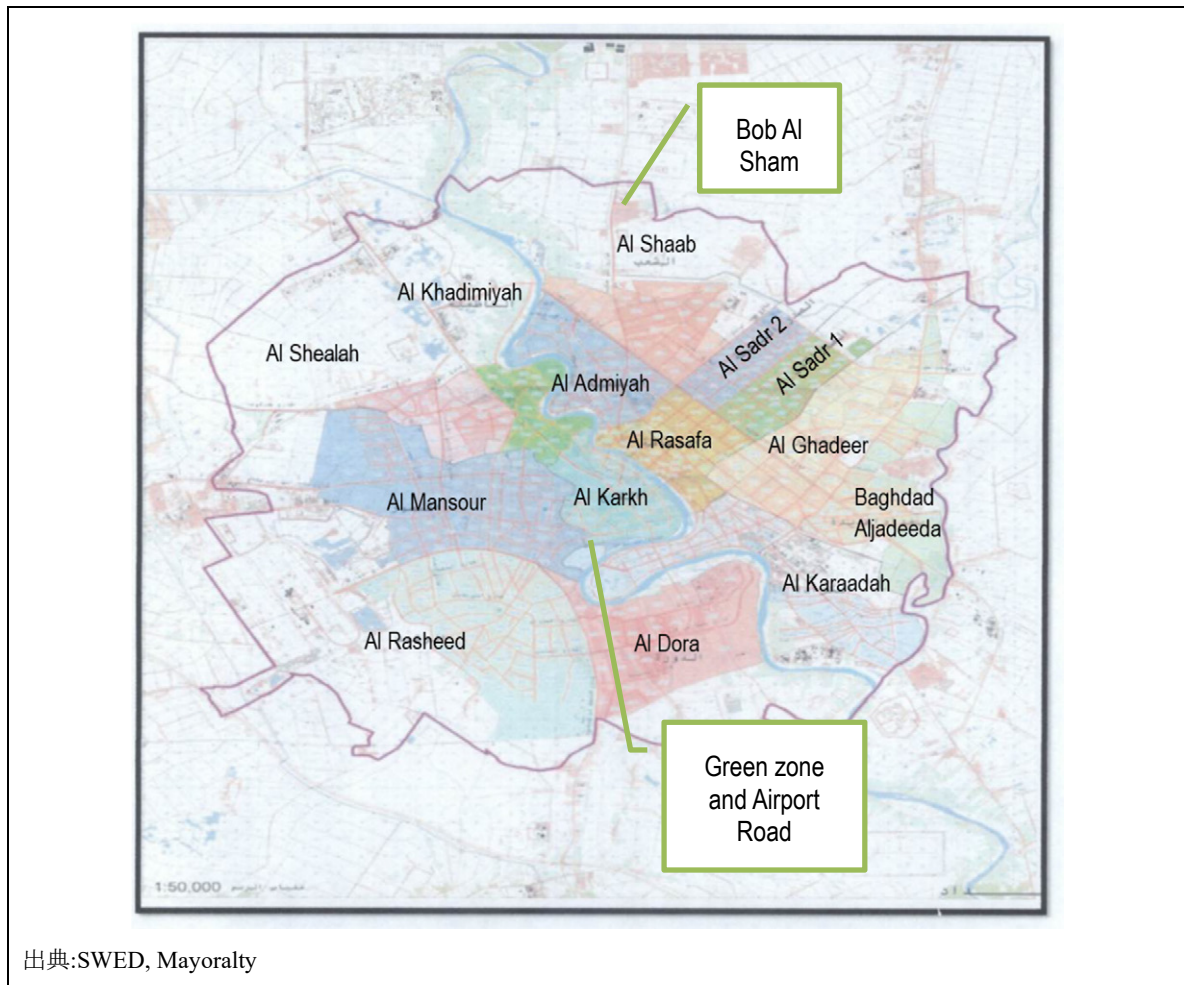 Bob Al
Sham
Al Shaab
الشعب
Al Khadimiyah
Al Shealah
Al Sadr 2
Al Sadr 1
Al Admiyah
Al Rasafa
Al Ghadeer
Al Mansour
Al Karkh
Baghdad
Aljadeeda
Al Karaadah
Al Rasheed
Al Dora
الدورة
Green zone
and Airport
Road
1:50,000
出典:SWED, Mayoralty